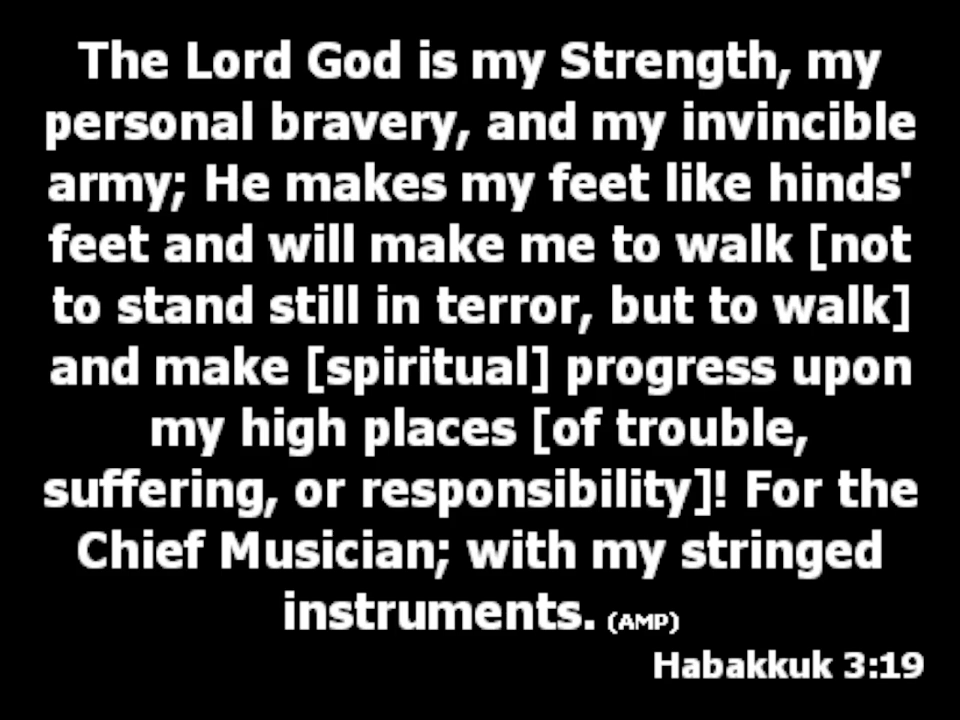 The Lord God is my Strength, my
personal bravery, and my invincible
army; He makes my feet like hinds'
feet and will make me to walk [not
to stand still in terror, but to walk]
and make [spiritual] progress upon
my high places [of trouble,
suffering, or responsibility]! For the
Chief Musician; with my stringed
instruments. (AMP)
Habakkuk 3:19